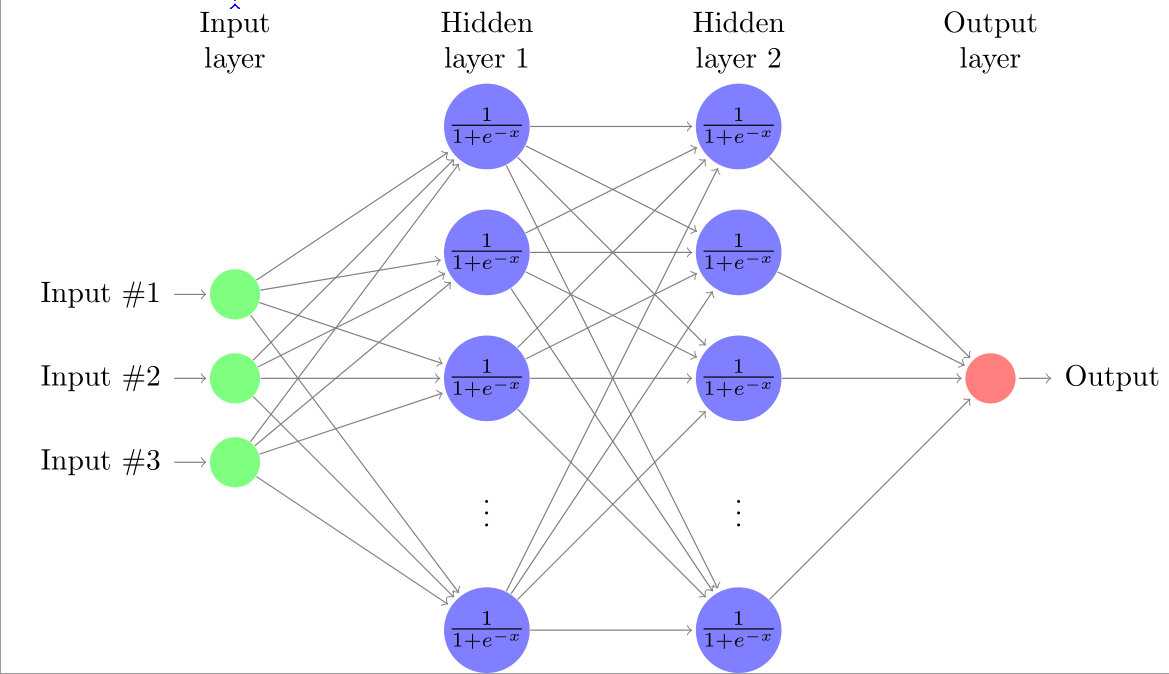 Input
layer
Hidden
layer 1
Hidden
layer 2
Output
layer
1
1+e^{-x}
1
1+e^{-x}
1
1+e^{-x}
1
1+e^{-x}
Input #1
Input #2
Input #3
1
1+e^{-x}
1
1+e^{-x}
Output
⋮
⋮
1
1+e^{-x}
1
1+e^{-x}